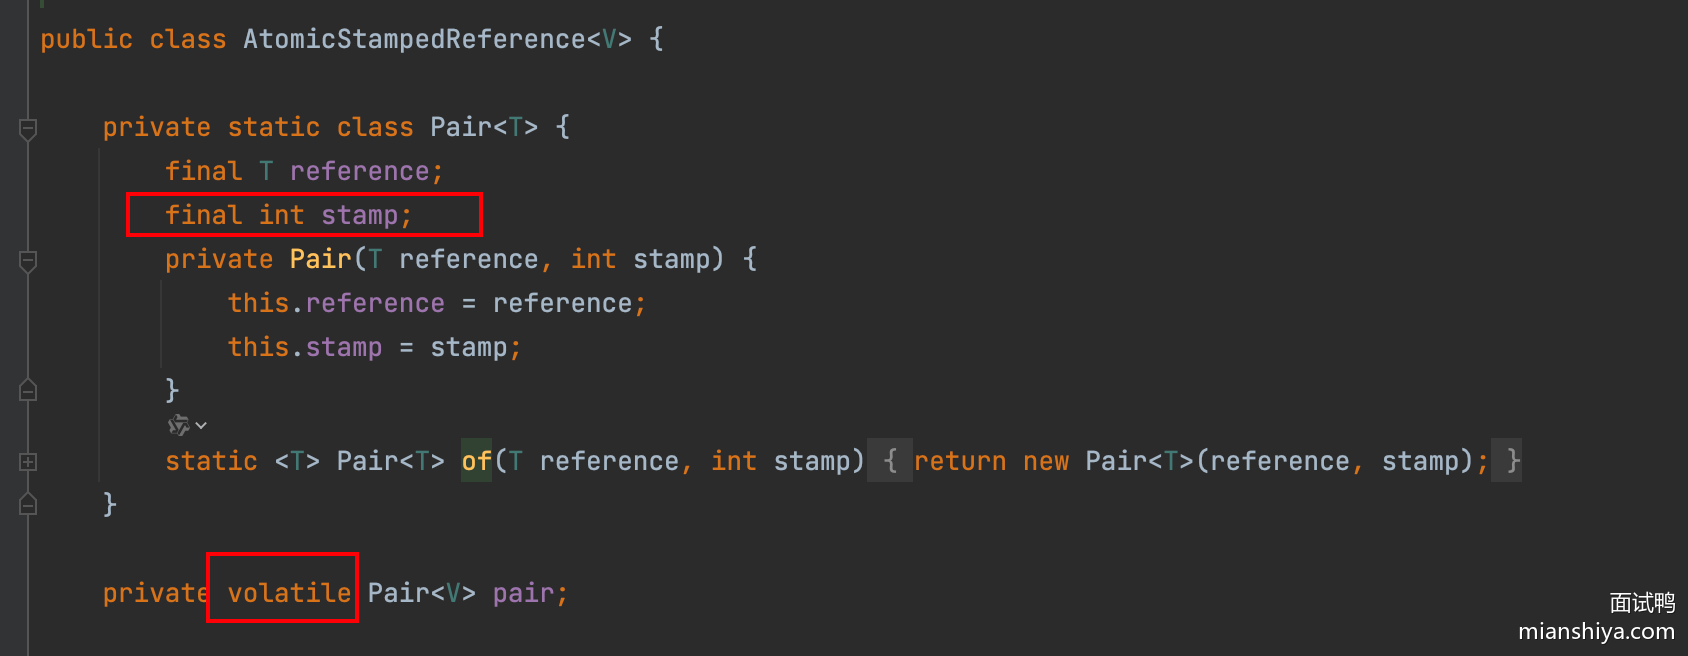 public class AtomicStampedReference<V> {
private static class Pair<T> {
final T reference;
final int stamp;
private Pair(T reference, int stamp) {
this.reference = reference;
this.stamp = stamp;
}
static <T> Pair<T> of(T reference, int stamp) { return new Pair<T>(reference, stamp); }
}
private volatile Pair<V> pair;
面试鸭
mianshiya.com